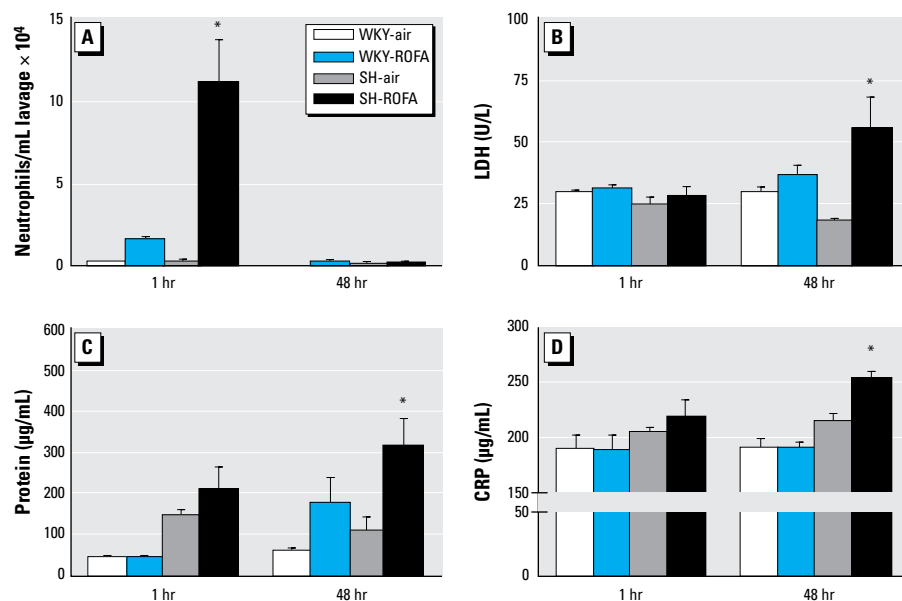 A
Neutrophils/mL lavage × 10⁴
15
10
5
0
*
WKY-air
WKY-ROFA
SH-air
SH-ROFA
1 hr
48 hr
B
LDH (U/L)
100
75
50
25
0
*
1 hr
48 hr
C
Protein (μg/mL)
600
500
400
300
200
100
0
*
1 hr
48 hr
D
CRP (μg/mL)
300
250
200
150
50
0
*
1 hr
48 hr